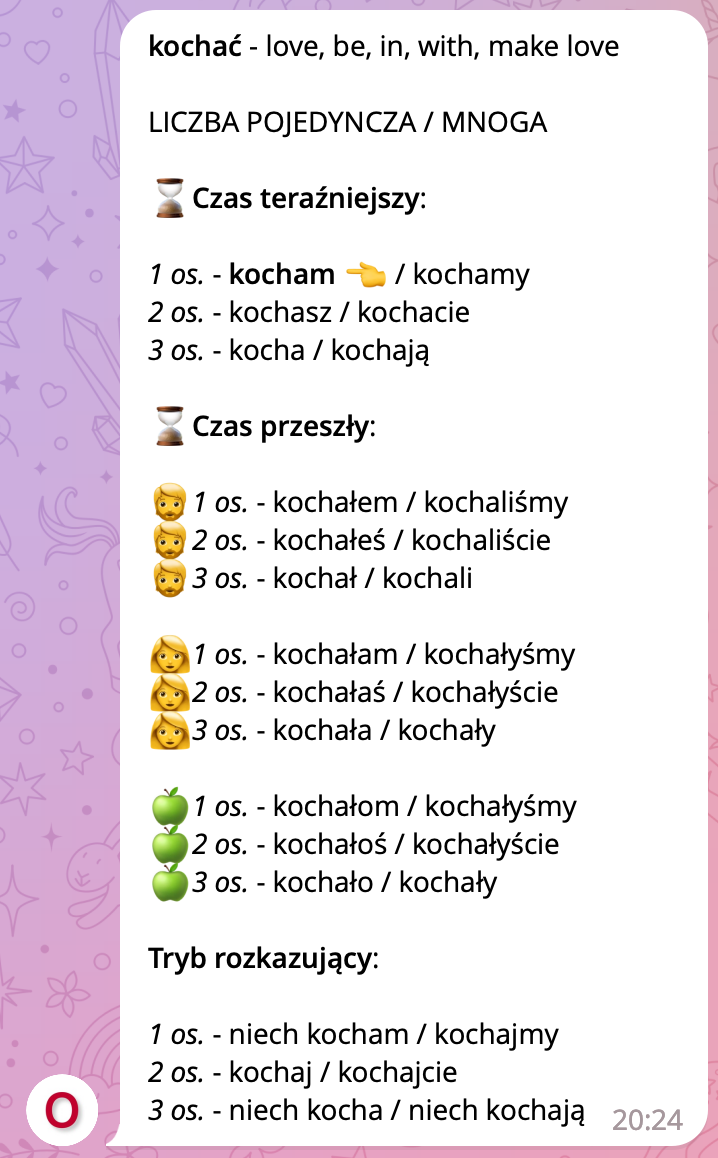 kochać - love, be, in, with, make love
LICZBA POJEDYNCZA / MNOGA
⏳Czas teraźniejszy:
1 os. - kocham 👈 / kochamy
2 os. - kochasz / kochacie
3 os. - kocha / kochają
⏳Czas przeszły:
🧔1 os. - kochałem / kochaliśmy
🧔2 os. - kochałeś / kochaliście
🧔3 os. - kochał / kochali
👩1 os. - kochałam / kochałyśmy
👩2 os. - kochałaś / kochałyście
👩3 os. - kochała / kochały
🍏1 os. - kochałom / kochałyśmy
🍏2 os. - kochałoś / kochałyście
🍏3 os. - kochało / kochały
Tryb rozkazujący:
1 os. - niech kocham / kochajmy
2 os. - kochaj / kochajcie
3 os. - niech kocha / niech kochają
20:24
O